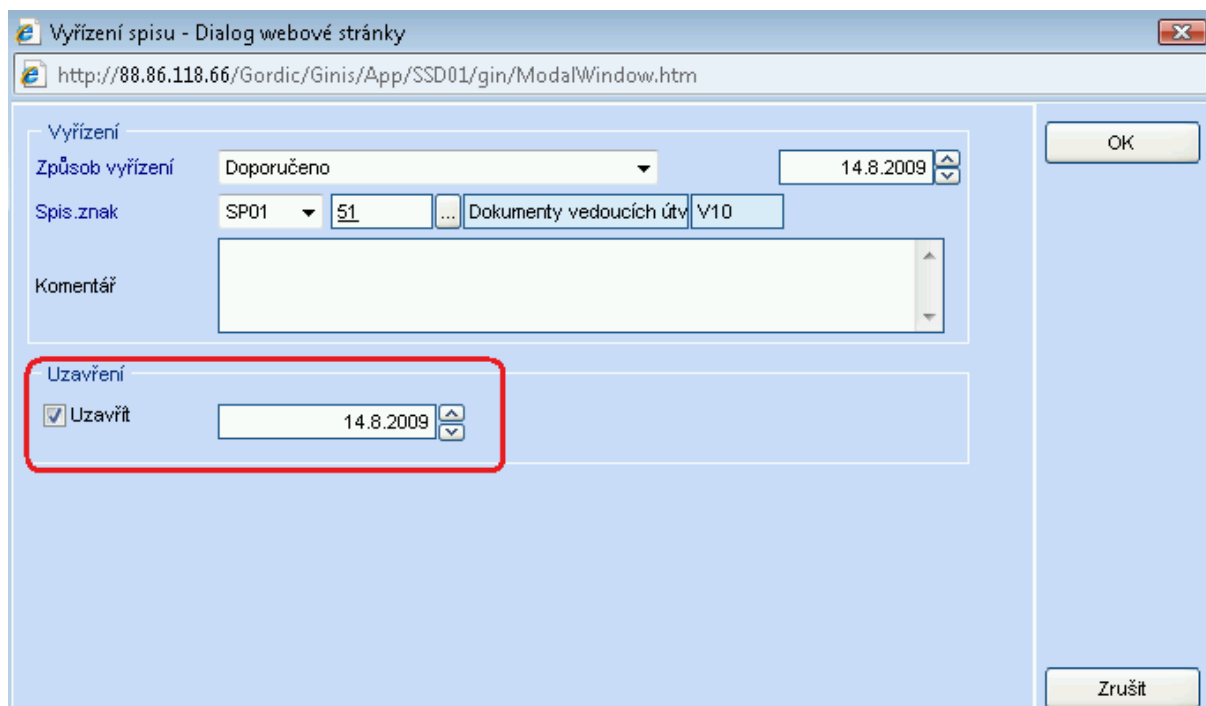 Vyřízení spisu - Dialog webové stránky
http://88.86.118.66/Gordic/Ginis/App/SSD01/gin/ModalWindow.htm
Vyřízení
OK
Způsob vyřízení Doporučeno 14.8.2009
Spis.znak SP01 51 ... Dokumenty vedoucích útv V10
Komentář
Uzavření
Uzavřít 14.8.2009
Zrušit